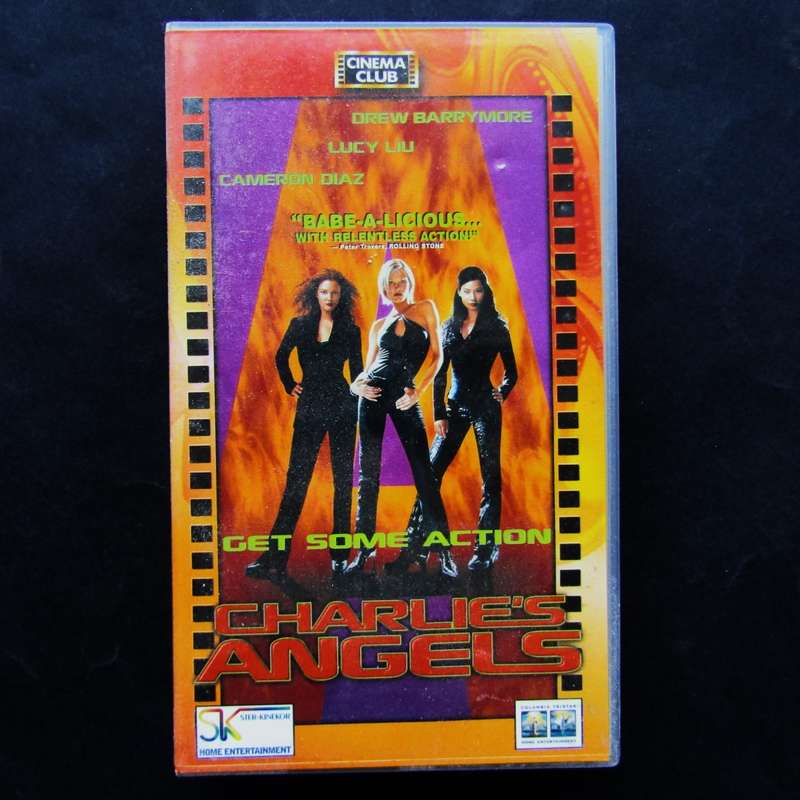 CINEMA
CLUB
DREW BARRYMORE
LUCY LIU
CAMERON DIAZ
"BABE-A-LICIOUS...
WITH RELENTLESS ACTION!"
—Peter Travers, ROLLING STONE
GET SOME ACTION
CHARLIE'S
ANGELS
SK STER-KINEKOR
HOME ENTERTAINMENT
COLUMBIA TRISTAR
HOME ENTERTAINMENT